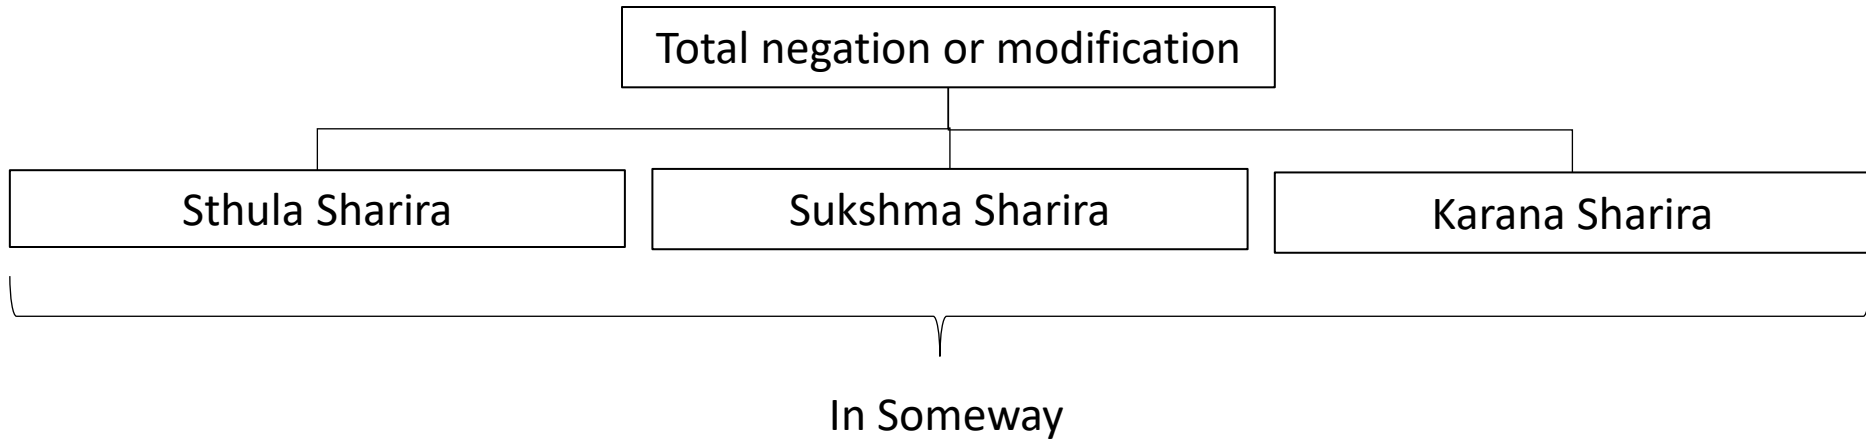 Total negation or modification
Sthula Sharira
Sukshma Sharira
Karana Sharira
In Someway